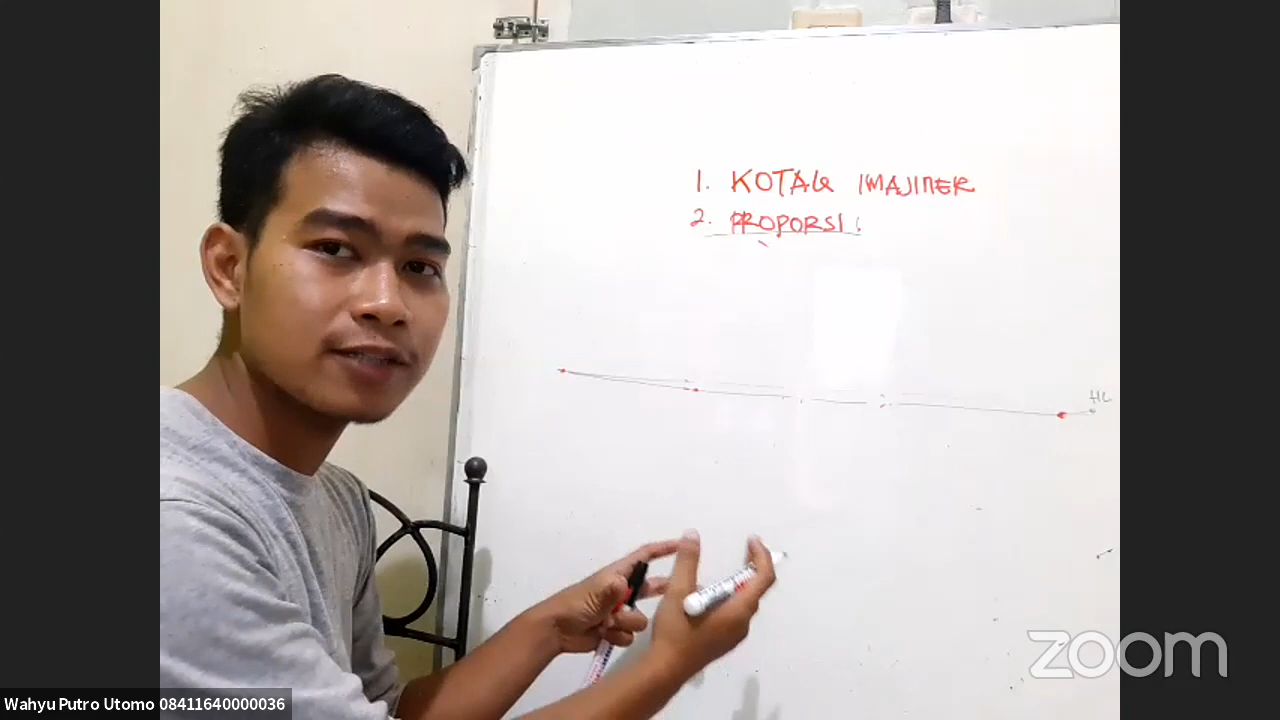 1. KOTAK IMAJINER
2. PROPORSI :
HL
zoom
Wahyu Putro Utomo 08411640000036